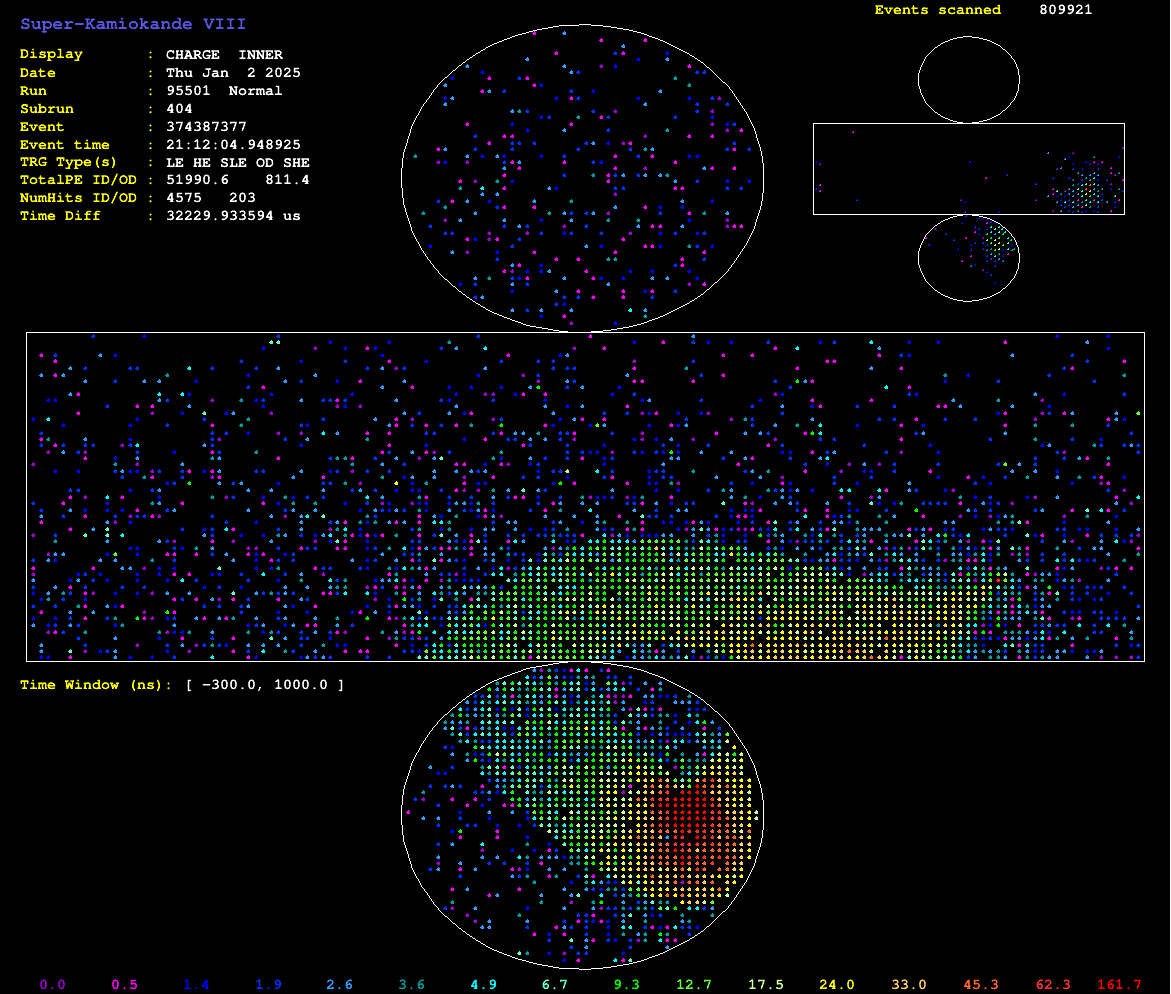 Super-Kamiokande VIII
Events scanned 809921
Display : CHARGE INNER
Date : Thu Jan 2 2025
Run : 95501 Normal
Subrun : 404
Event : 374387377
Event time : 21:12:04.948925
TRG Type(s) : LE HE SLE OD SHE
TotalPE ID/OD : 51990.6 811.4
NumHits ID/OD : 4575 203
Time Diff : 32229.933594 us
Time Window (ns): [ -300.0, 1000.0 ]
0.0 0.5 1.4 1.9 2.6 3.6 4.9 6.7 9.3 12.7 17.5 24.0 33.0 45.3 62.3 161.7